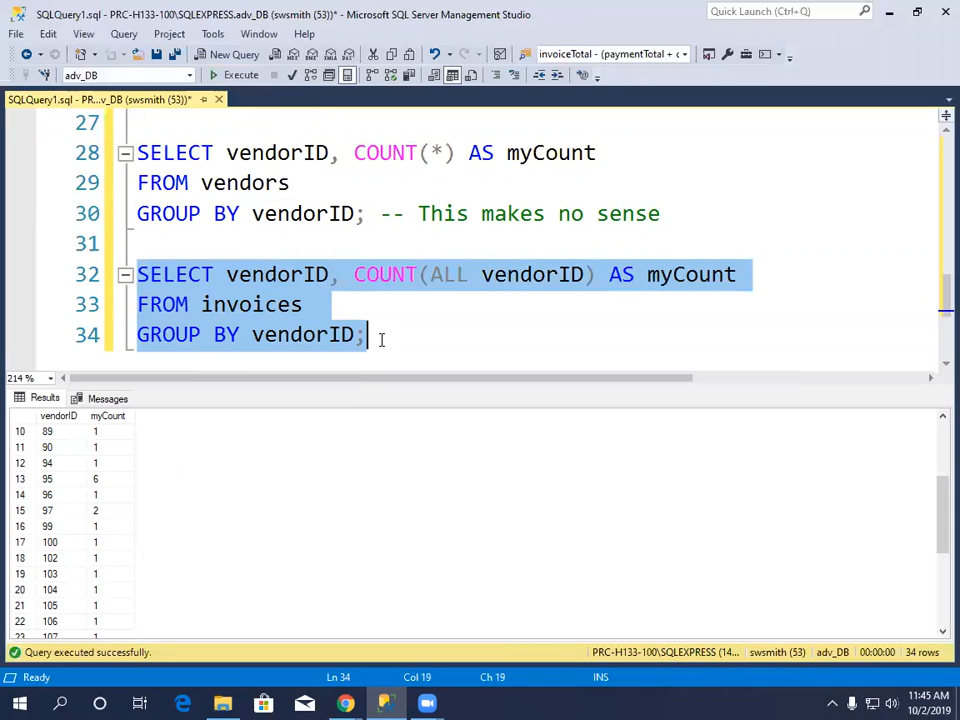 SQLQuery1.sql - PRC-H133-100\SQLEXPRESS.adv_DB (swsmith (53))* - Microsoft SQL Server Management Studio
Quick Launch (Ctrl+Q)
File Edit View Query Project Tools Window Help
New Query
invoiceTotal - (paymentTotal + c
adv_DB
Execute
SQLQuery1.sql - PR...v_DB (swsmith (53))*
27
28 SELECT vendorID, COUNT(*) AS myCount
29 FROM vendors
30 GROUP BY vendorID; -- This makes no sense
31
32 SELECT vendorID, COUNT(ALL vendorID) AS myCount
33 FROM invoices
34 GROUP BY vendorID;
214 %
Results Messages
vendorID myCount
10 89 1
11 90 1
12 94 1
13 95 6
14 96 1
15 97 2
16 99 1
17 100 1
18 102 1
19 103 1
20 104 1
21 105 1
22 106 1
23 107 1
Query executed successfully.
PRC-H133-100\SQLEXPRESS (14... swsmith (53) adv_DB 00:00:00 34 rows
Ready Ln 34 Col 19 Ch 19 INS
11:45 AM
10/2/2019